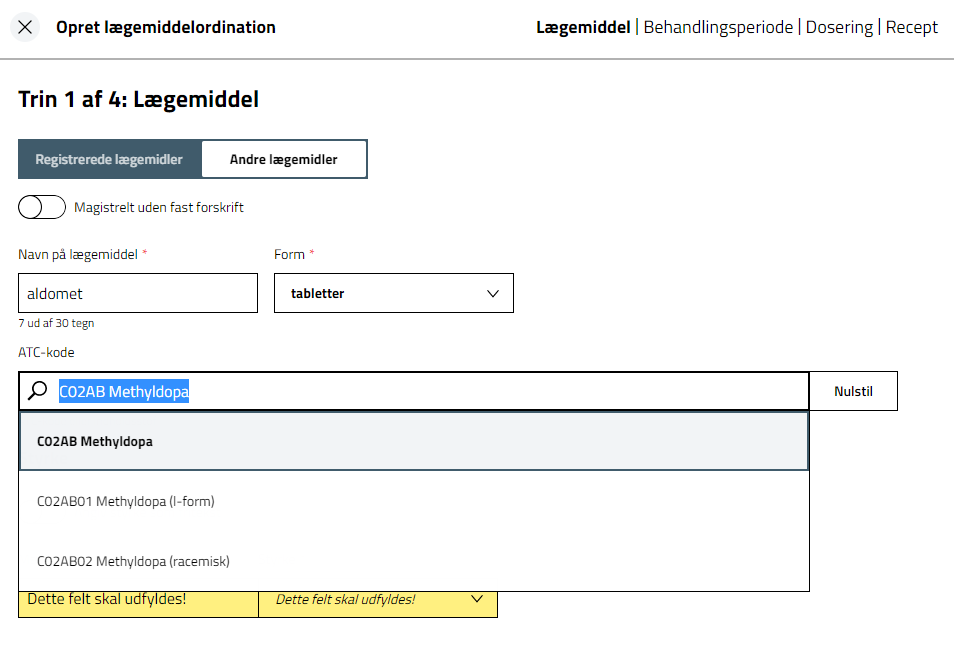 Opret lægemiddelordination
Lægemiddel | Behandlingsperiode | Dosering | Recept
Trin 1 af 4: Lægemiddel
Registrerede lægemidler
Andre lægemidler
Magistrelt uden fast forskrift
Navn på lægemiddel *
Form *
aldomet
tabletter
7 ud af 30 tegn
ATC-kode
C02AB Methyldopa
Nulstil
C02AB Methyldopa
C02AB01 Methyldopa (l-form)
C02AB02 Methyldopa (racemisk)
Dette felt skal udfyldes!
Dette felt skal udfyldes!